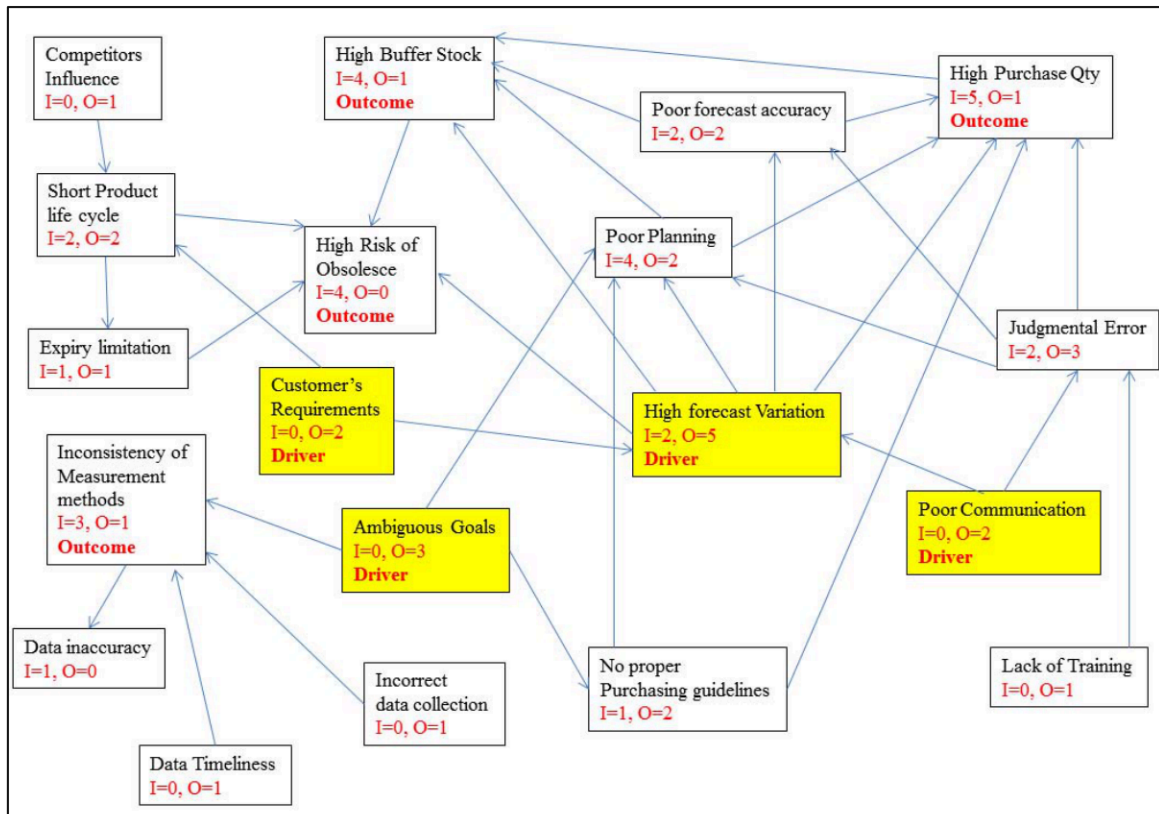 Competitors
Influence
I=0, O=1
High Buffer Stock
I=4, O=1
Outcome
High Purchase Qty
I=5, O=1
Outcome
Poor forecast accuracy
I=2, O=2
Short Product
life cycle
I=2, O=2
High Risk of
Obsolesce
I=4, O=0
Outcome
Poor Planning
I=4, O=2
Expiry limitation
I=1, O=1
Judgmental Error
I=2, O=3
Customer's
Requirements
I=0, O=2
Driver
High forecast Variation
I=2, O=5
Driver
Inconsistency of
Measurement
methods
I=3, O=1
Outcome
Ambiguous Goals
I=0, O=3
Driver
Poor Communication
I=0, O=2
Driver
Data inaccuracy
I=1, O=0
Incorrect
data collection
I=0, O=1
No proper
Purchasing guidelines
I=1, O=2
Lack of Training
I=0, O=1
Data Timeliness
I=0, O=1